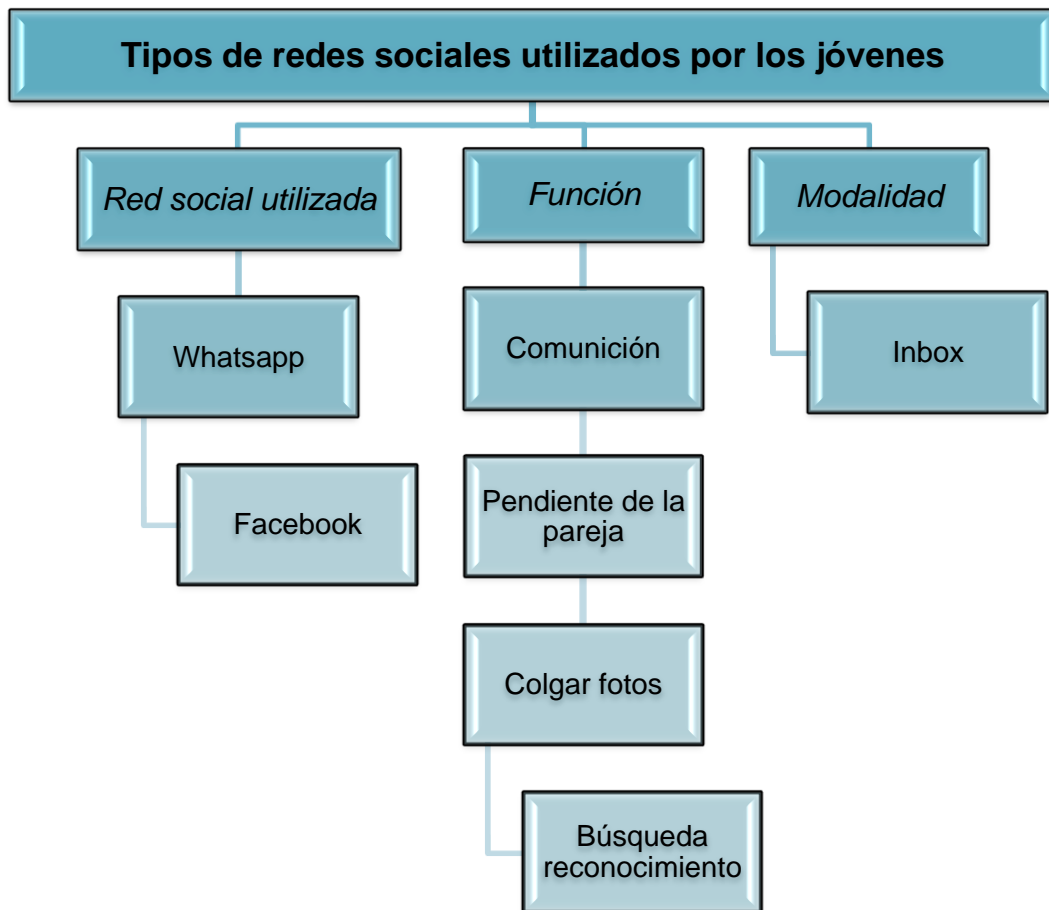 Tipos de redes sociales utilizados por los jóvenes
Red social utilizada
Función
Modalidad
Whatsapp
Comunición
Inbox
Facebook
Pendiente de la
pareja
Colgar fotos
Búsqueda
reconocimiento